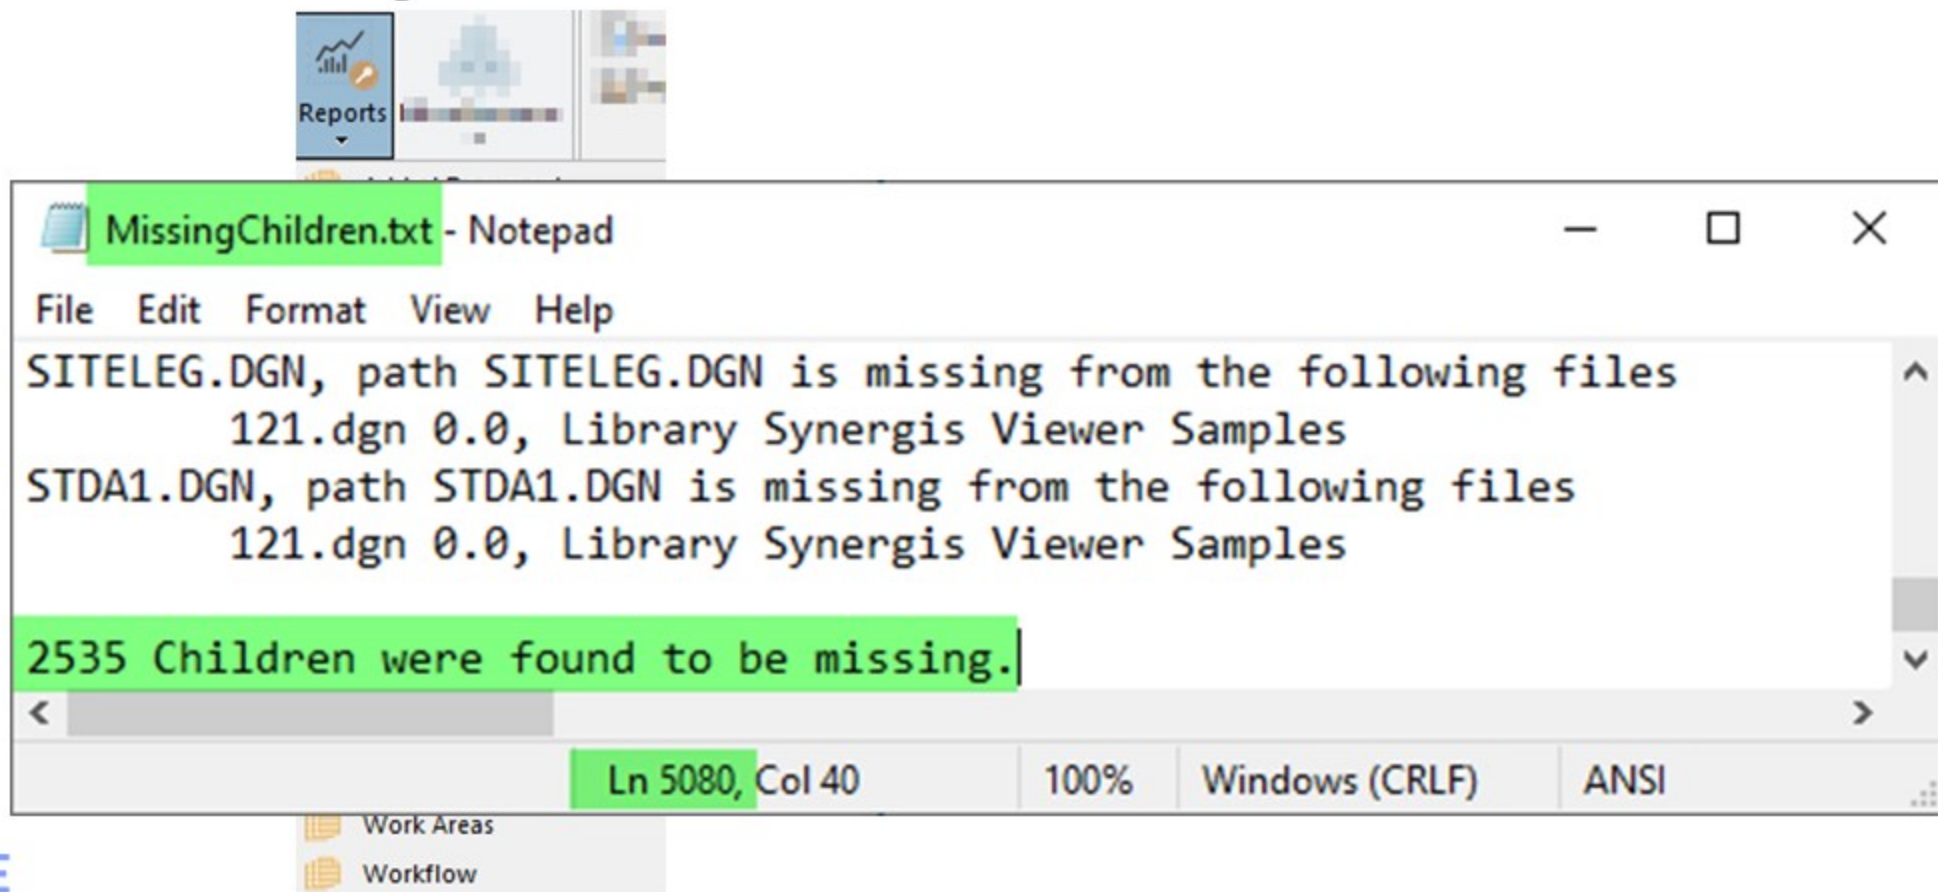 Reports
MissingChildren.txt - Notepad
File Edit Format View Help
SITELEG.DGN, path SITELEG.DGN is missing from the following files
121.dgn 0.0, Library Synergis Viewer Samples
STDA1.DGN, path STDA1.DGN is missing from the following files
121.dgn 0.0, Library Synergis Viewer Samples
2535 Children were found to be missing.
Ln 5080, Col 40 100% Windows (CRLF) ANSI
Work Areas
Workflow